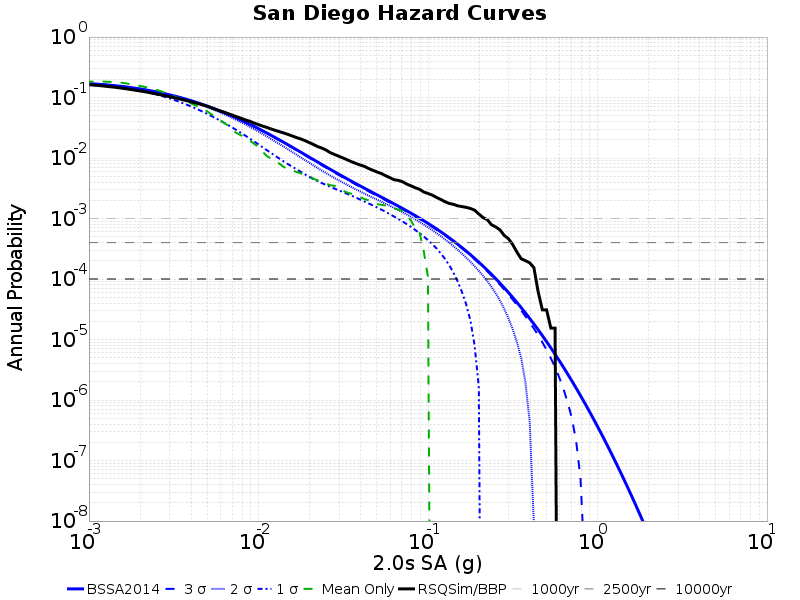 San Diego Hazard Curves
Annual Probability
10^0
10^-1
10^-2
10^-3
10^-4
10^-5
10^-6
10^-7
10^-8
10^-3 10^-2 10^-1 10^0 10^1
2.0s SA (g)
BSSA2014 3 σ 2 σ 1 σ Mean Only RSQSim/BBP 1000yr 2500yr 10000yr